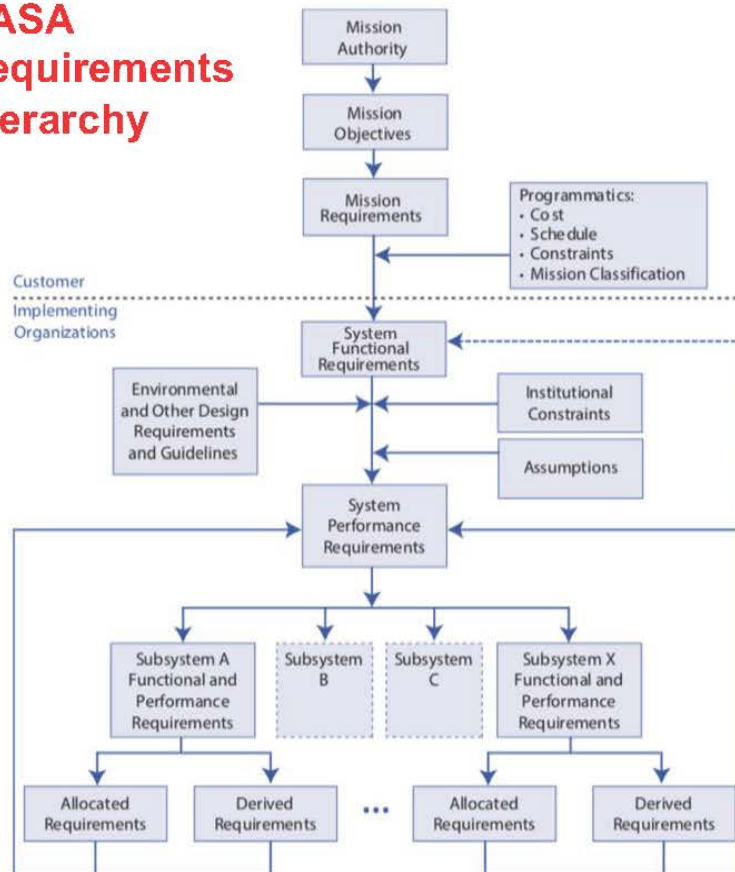 ASA
equirements
erarchy
Mission
Authority
Mission
Objectives
Mission
Requirements
Programmatics:
• Cost
• Schedule
• Constraints
• Mission Classification
Customer
Implementing
Organizations
System
Functional
Requirements
Environmental
and Other Design
Requirements
and Guidelines
Institutional
Constraints
Assumptions
System
Performance
Requirements
Subsystem A
Functional and
Performance
Requirements
Subsystem
B
Subsystem
C
Subsystem X
Functional and
Performance
Requirements
Allocated
Requirements
Derived
Requirements
•••
Allocated
Requirements
Derived
Requirements